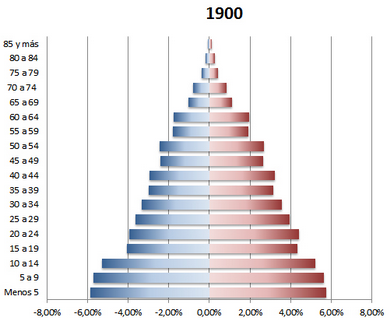 1900
85 y más
80 a 84
75 a 79
70 a 74
65 a 69
60 a 64
55 a 59
50 a 54
45 a 49
40 a 44
35 a 39
30 a 34
25 a 29
20 a 24
15 a 19
10 a 14
5 a 9
Menos 5
-8,00% -6,00% -4,00% -2,00% 0,00% 2,00% 4,00% 6,00% 8,00%